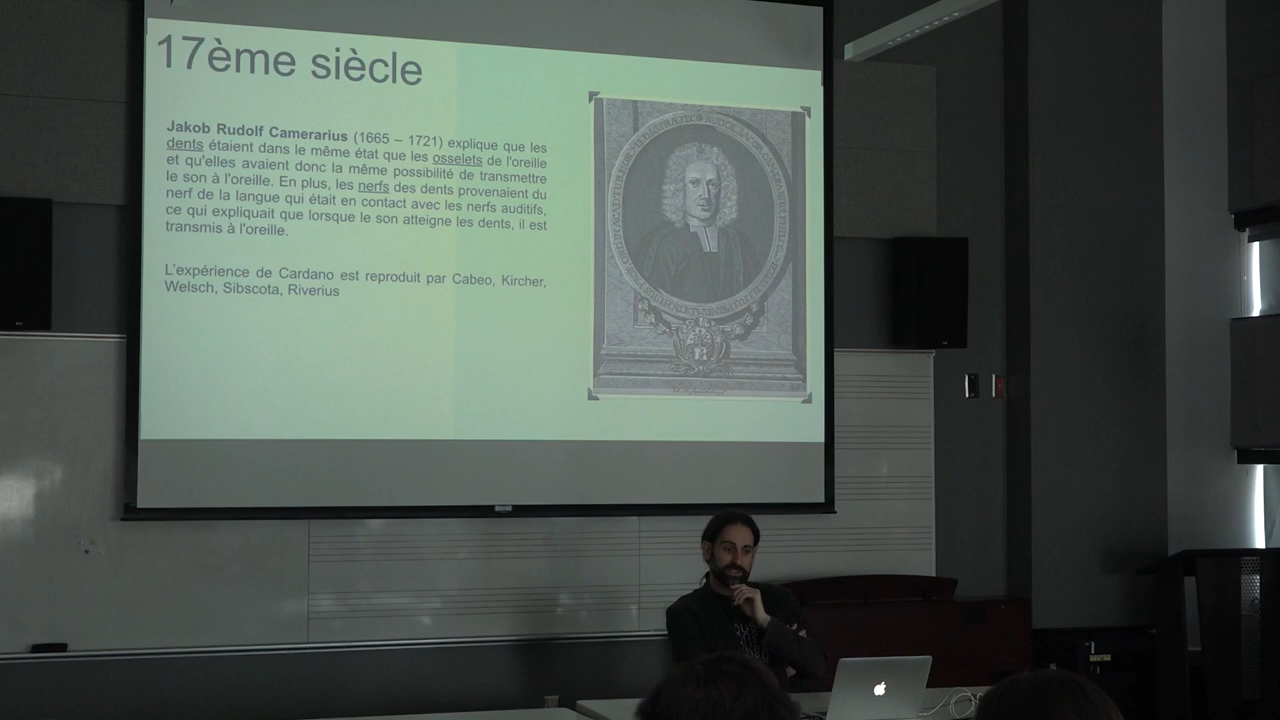 17ème siècle
Jakob Rudolf Camerarius (1665 – 1721) explique que les
dents étaient dans le même état que les osselets de l'oreille
et qu'elles avaient donc la même possibilité de transmettre
le son à l'oreille. En plus, les nerfs des dents provenaient du
nerf de la langue qui était en contact avec les nerfs auditifs,
ce qui expliquait que lorsque le son atteigne les dents, il est
transmis à l'oreille.
L'expérience de Cardano est reproduit par Cabeo, Kircher,
Welsch, Sibscota, Riverius